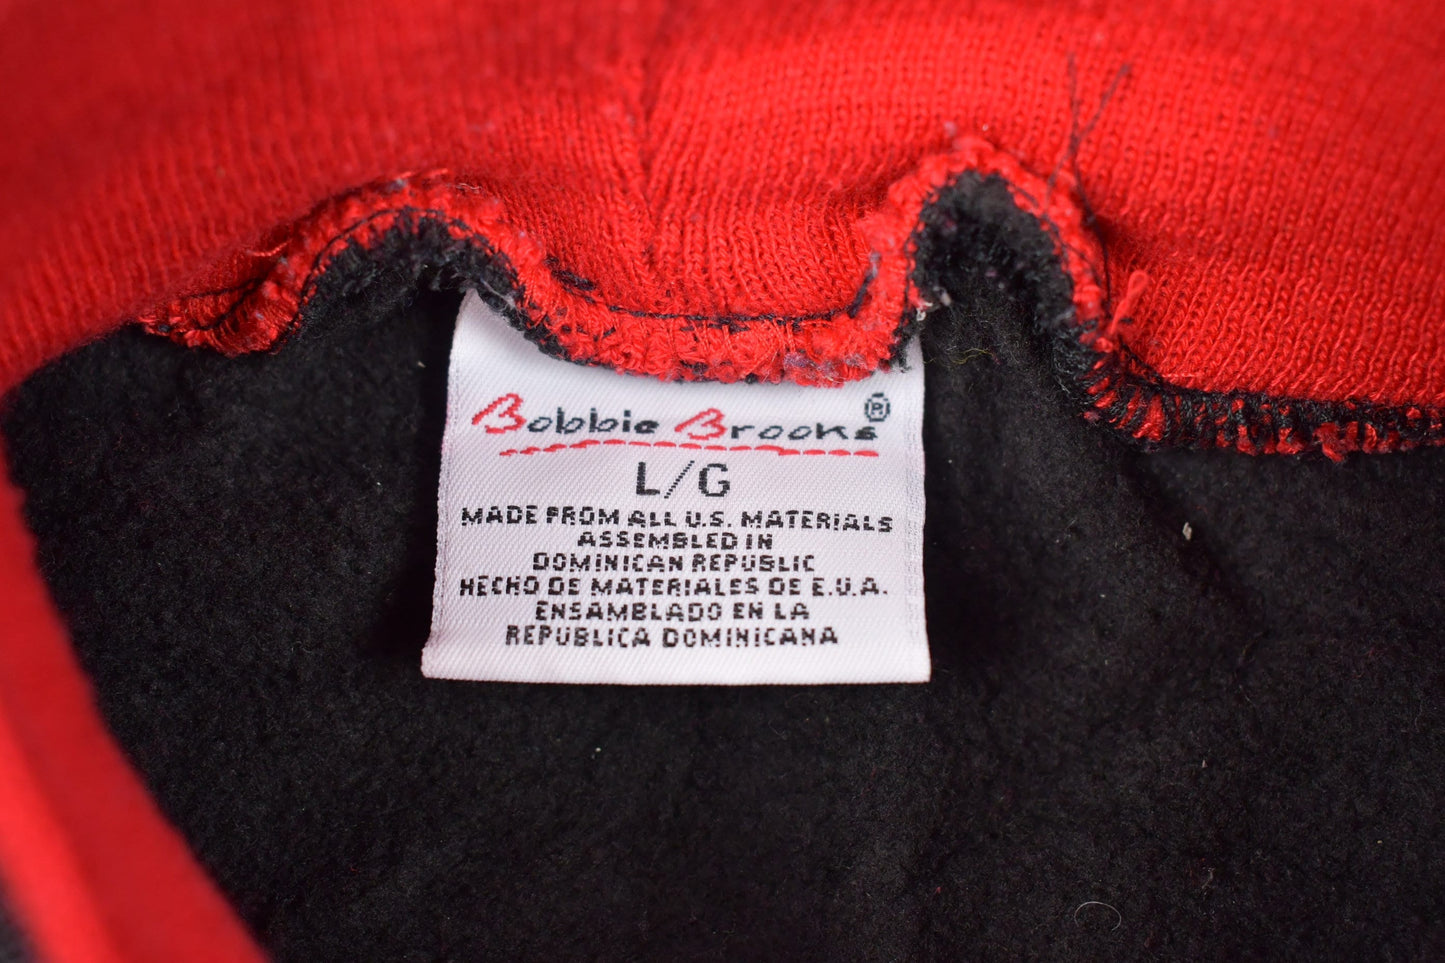 Bobbie Brooks ®
L/G
MADE FROM ALL U.S. MATERIALS
ASSEMBLED IN
DOMINICAN REPUBLIC
HECHO DE MATERIALES DE E.U.A.
ENSAMBLADO EN LA
REPUBLICA DOMINICANA